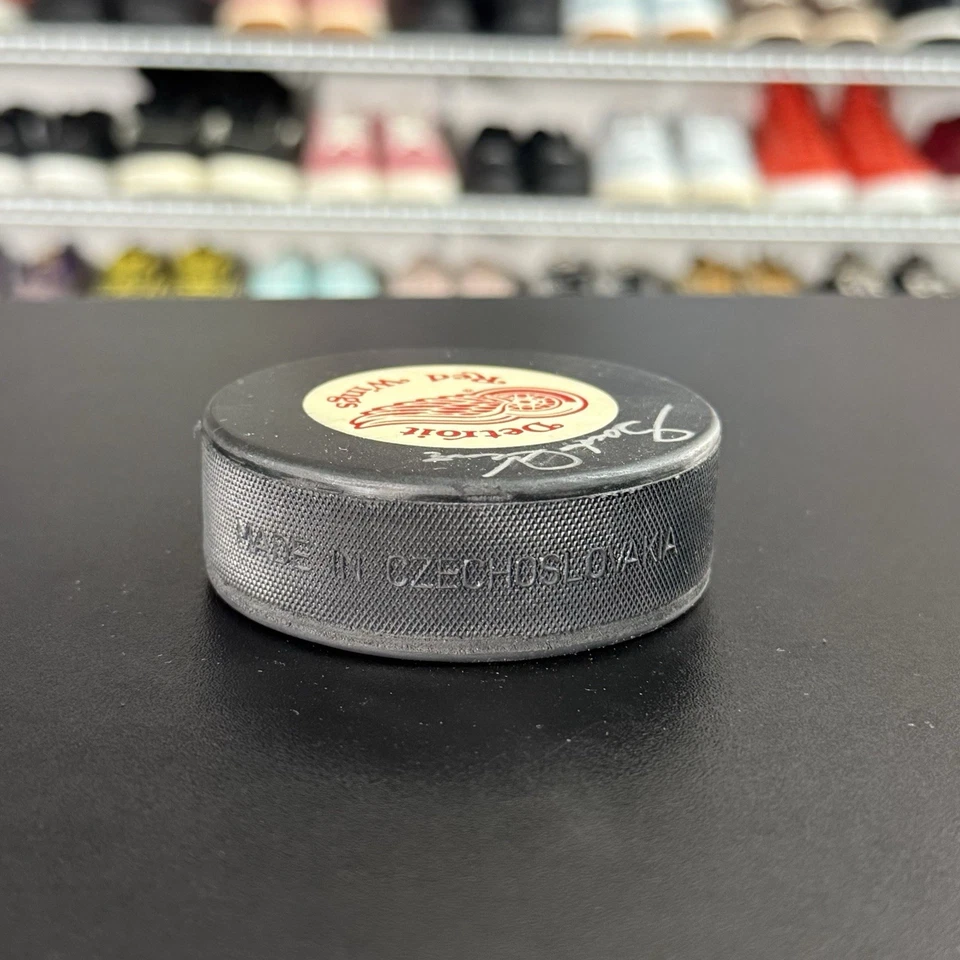 Detroit
Red Wings
MADE IN CZECHOSLOVAKIA